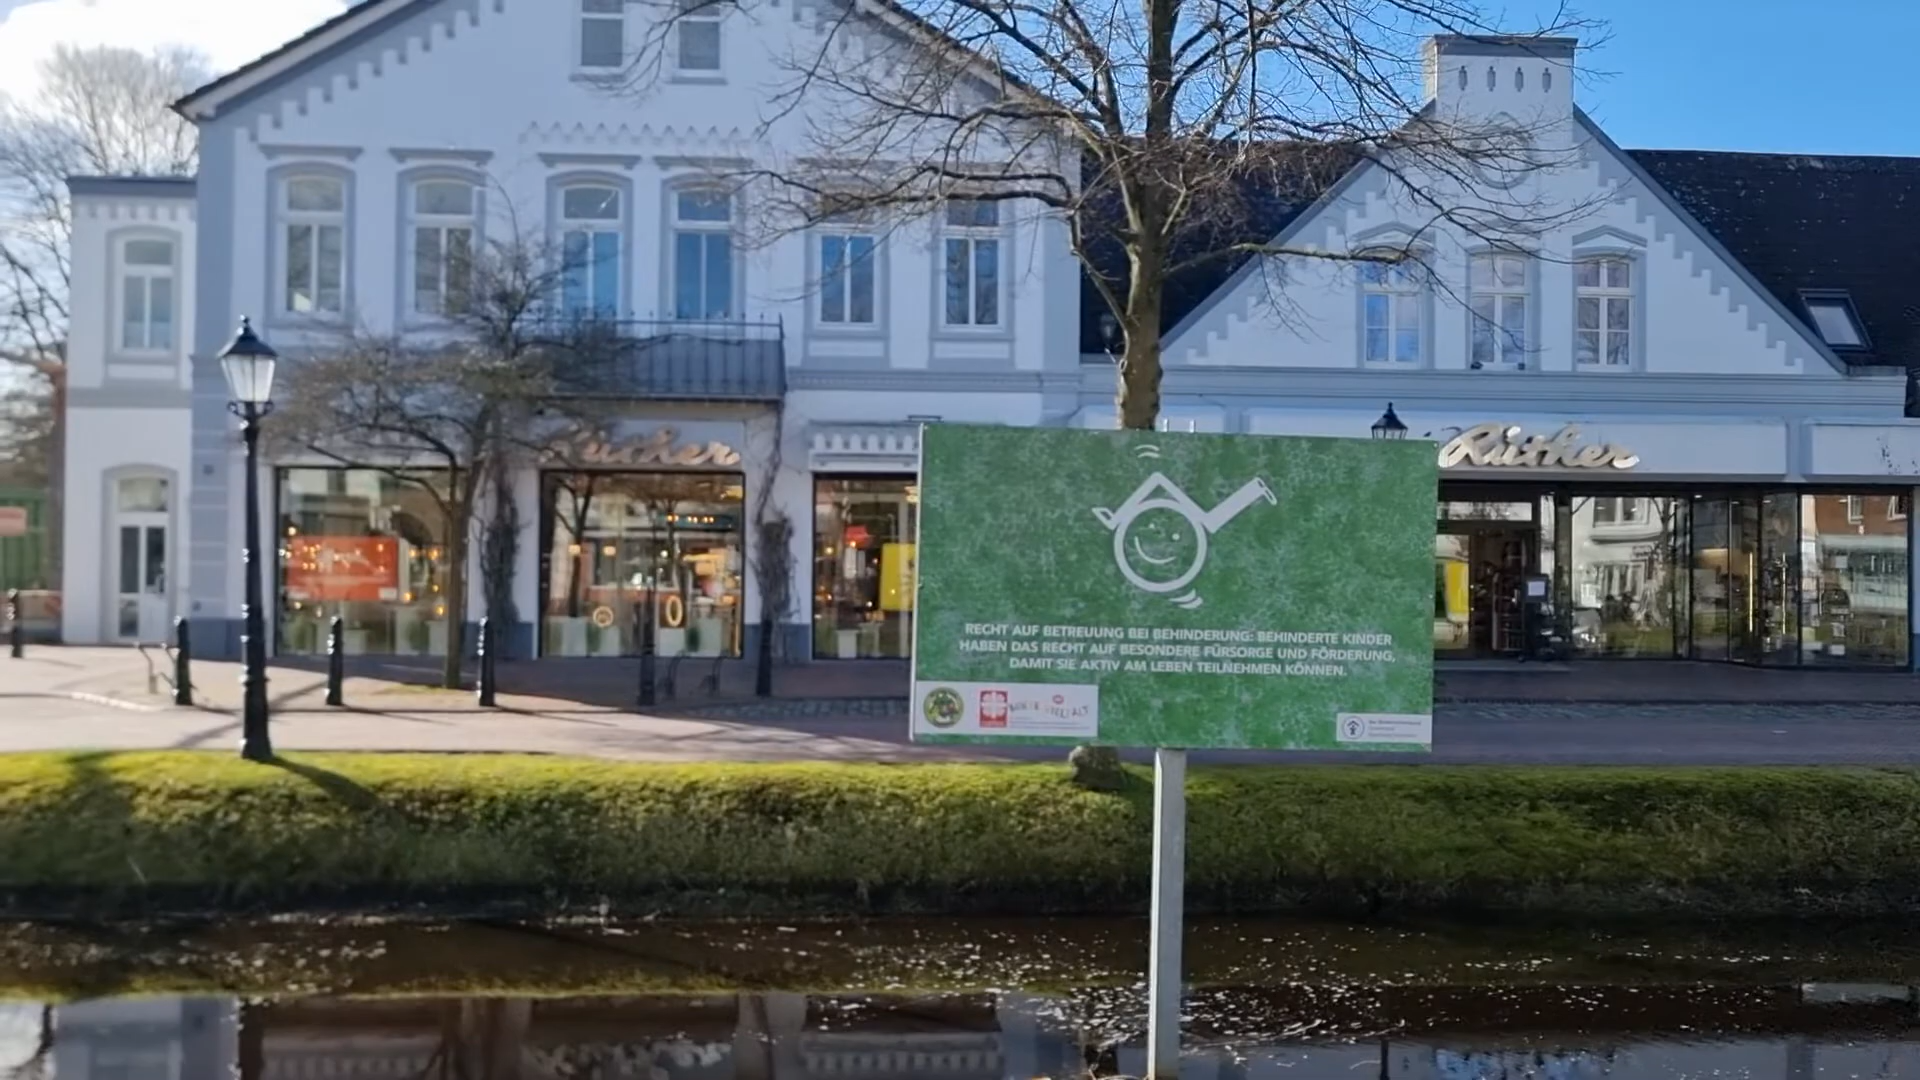 Rüther
Rüther
RECHT AUF BETREUUNG BEI BEHINDERUNG: BEHINDERTE KINDER
HABEN DAS RECHT AUF BESONDERE FÜRSORGE UND FÖRDERUNG,
DAMIT SIE AKTIV AM LEBEN TEILNEHMEN KÖNNEN.